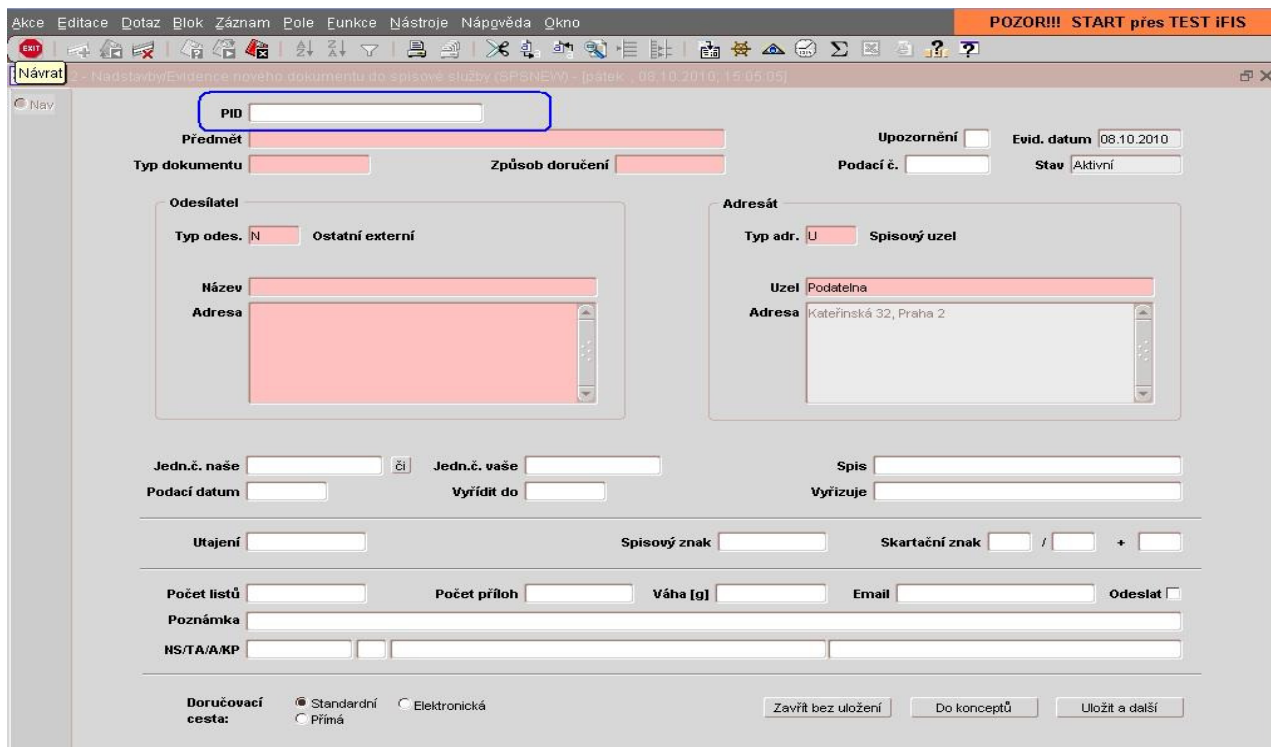 Akce Editace Dotaz Blok Záznam Pole Funkce Nástroje Nápověda Okno POZOR!!! START přes TEST iFIS
EXIT
Návrat 2 - Nadstavby/Evidence nového dokumentu do spisové služby (SPSNEW) - [pátek , 08.10.2010, 15:05:05]
Nav
PID
Předmět Upozornění Evid. datum 08.10.2010
Typ dokumentu Způsob doručení Podací č. Stav Aktivní
Odesílatel Adresát
Typ odes. N Ostatní externí Typ adr. U Spisový uzel
Název Uzel Podatelna
Adresa Adresa Kateřinská 32, Praha 2
Jedn.č. naše či Jedn.č. vaše Spis
Podací datum Vyřídit do Vyřizuje
Utajení Spisový znak Skartační znak / +
Počet listů Počet příloh Váha [g] Email Odeslat
Poznámka
NS/TA/A/KP
Doručovací cesta: Standardní Elektronická Zavřít bez uložení Do konceptů Uložit a další
Přímá